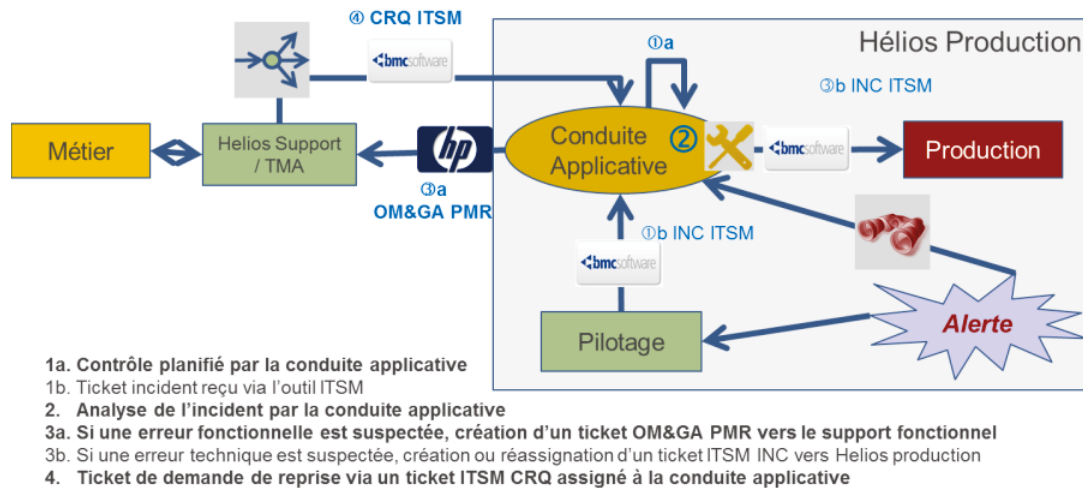 ④ CRQ ITSM
bmcsoftware
①a
Hélios Production
③b INC ITSM
Métier
Helios Support
/ TMA
hp
Conduite
Applicative
②
bmcsoftware
Production
③a
OM&GA PMR
①b INC ITSM
bmcsoftware
Pilotage
Alerte
1a. Contrôle planifié par la conduite applicative
1b. Ticket incident reçu via l'outil ITSM
2. Analyse de l'incident par la conduite applicative
3a. Si une erreur fonctionnelle est suspectée, création d'un ticket OM&GA PMR vers le support fonctionnel
3b. Si une erreur technique est suspectée, création ou réassignation d'un ticket ITSM INC vers Helios production
4. Ticket de demande de reprise via un ticket ITSM CRQ assigné à la conduite applicative